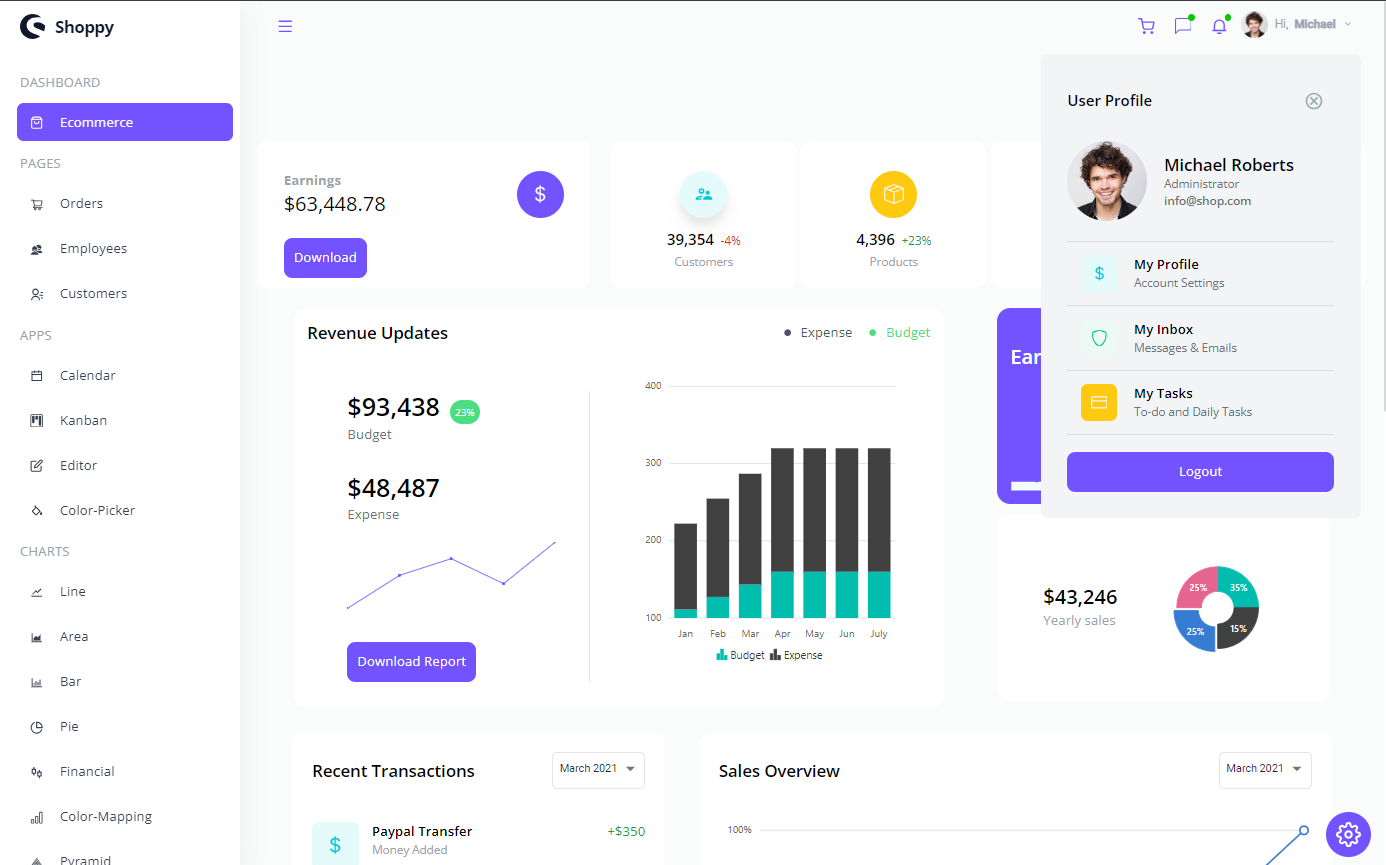 Shoppy
Hi, Michael
DASHBOARD
Ecommerce
PAGES
Orders
Employees
Customers
APPS
Calendar
Kanban
Editor
Color-Picker
CHARTS
Line
Area
Bar
Pie
Financial
Color-Mapping
Pyramid
Earnings
$63,448.78
$
Download
39,354 -4%
Customers
4,396 +23%
Products
User Profile
Michael Roberts
Administrator
info@shop.com
$
My Profile
Account Settings
My Inbox
Messages & Emails
My Tasks
To-do and Daily Tasks
Logout
Revenue Updates
Expense
Budget
$93,438 23%
Budget
$48,487
Expense
Download Report
400
300
200
100
Jan Feb Mar Apr May Jun July
Budget Expense
Ear
$43,246
Yearly sales
25% 35%
25% 15%
Recent Transactions
March 2021
$
Paypal Transfer +$350
Money Added
Sales Overview
March 2021
100%